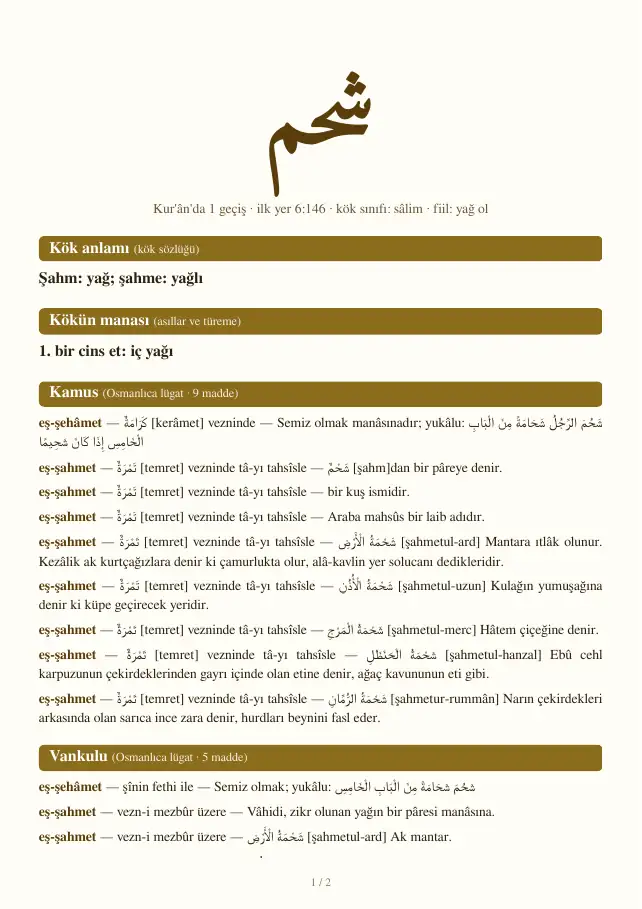 شحم
Kur'ân'da 1 geçiş · ilk yer 6:146 · kök sınıfı: sâlim · fiil: yağ ol
Kök anlamı (kök sözlüğü)
Şahm: yağ; şahme: yağlı
Kökün manası (asıllar ve türeme)
1. bir cins et: iç yağı
Kamus (Osmanlıca lügat · 9 madde)
eş-şehâmet — كَرَامَةٌ [kerâmet] vezninde — Semiz olmak manâsınadır; yukâlu: شَحُمَ الرَّجُلُ شَحَامَةً مِنَ الْبَابِ
الْخَامِسِ إِذَا كَانَ شَحِيمًا
eş-şahmet — تَمْرَةٌ [temret] vezninde tâ-yı tahsîsle — شَحْمٌ [şahm]dan bir pâreye denir.
eş-şahmet — تَمْرَةٌ [temret] vezninde tâ-yı tahsîsle — bir kuş ismidir.
eş-şahmet — تَمْرَةٌ [temret] vezninde tâ-yı tahsîsle — Araba mahsûs bir laib adıdır.
eş-şahmet — تَمْرَةٌ [temret] vezninde tâ-yı tahsîsle — شَحْمَةُ الْأَرْضِ [şahmetul-ard] Mantara ıtlâk olunur.
Kezâlik ak kurtçağızlara denir ki çamurlukta olur, alâ-kavlin yer solucanı dedikleridir.
eş-şahmet — تَمْرَةٌ [temret] vezninde tâ-yı tahsîsle — شَحْمَةُ الْأُذُنِ [şahmetul-uzun] Kulağın yumuşağına
denir ki küpe geçirecek yeridir.
eş-şahmet — تَمْرَةٌ [temret] vezninde tâ-yı tahsîsle — شَحْمَةُ الْمَرْجِ [şahmetul-merc] Hâtem çiçeğine denir.
eş-şahmet — تَمْرَةٌ [temret] vezninde tâ-yı tahsîsle — شَحْمَةُ الْحَنْظَلِ [şahmetul-hanzal] Ebû cehl
karpuzunun çekirdeklerinden gayrı içinde olan etine denir, ağaç kavununun eti gibi.
eş-şahmet — تَمْرَةٌ [temret] vezninde tâ-yı tahsîsle — شَحْمَةُ الرُّمَّانِ [şahmetur-rummân] Narın çekirdekleri
arkasında olan sarıca ince zara denir, hurdları beynini fasl eder.
Vankulu (Osmanlıca lügat · 5 madde)
eş-şehâmet — şînin fethi ile — Semiz olmak; yukâlu: شَحُمَ شَحَامَةً مِنَ الْبَابِ الْخَامِسِ
eş-şahmet — vezn-i mezbûr üzere — Vâhidi, zikr olunan yağın bir pâresi manâsına.
eş-şahmet — vezn-i mezbûr üzere — شَحْمَةُ الْأَرْضِ [şahmetul-ard] Ak mantar.
.
1 / 2